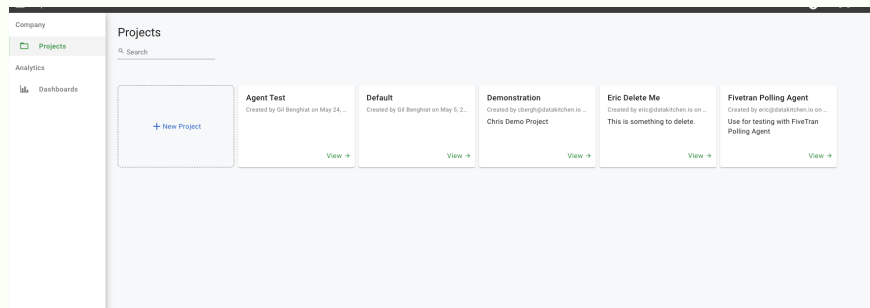 Company
Projects
Analytics
Dashboards
Projects
Search
+ New Project
Agent Test
Created by Gil Benghiat on May 24, ...
View →
Default
Created by Gil Benghiat on May 5, 2...
View →
Demonstration
Created by cbergh@datakitchen.io ...
Chris Demo Project
View →
Eric Delete Me
Created by eric@datakitchen.io on ...
This is something to delete.
View →
Fivetran Polling Agent
Created by eric@datakitchen.io on ...
Use for testing with FiveTran
Polling Agent
View →